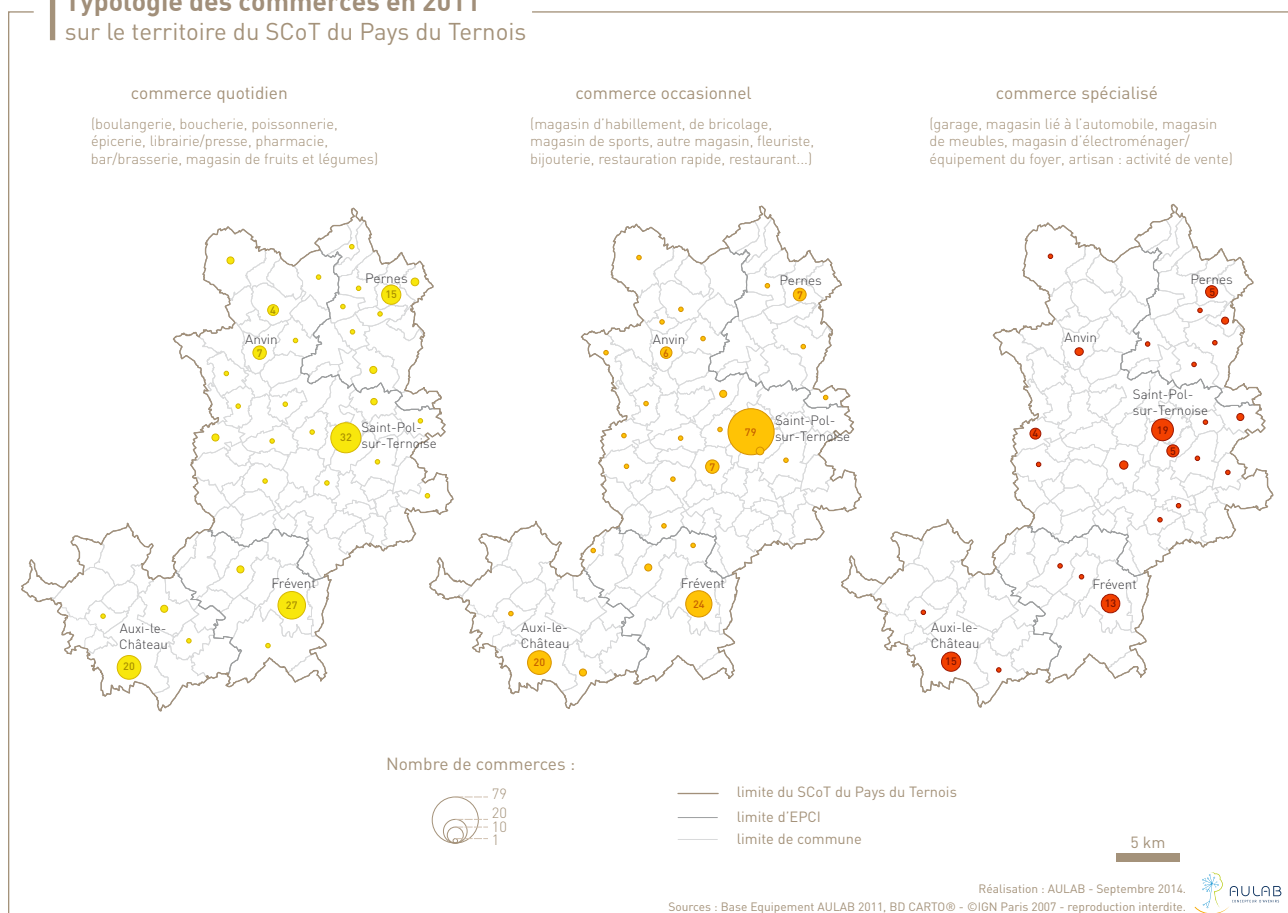 Typologie des commerces en 2011
sur le territoire du SCoT du Pays du Ternois
commerce quotidien
(boulangerie, boucherie, poissonnerie,
épicerie, librairie/presse, pharmacie,
bar/brasserie, magasin de fruits et légumes)
Pernes
15
4
Anvin
7
32
Saint-Pol-
sur-Ternoise
Frévent
27
Auxi-le-
Château
20
commerce occasionnel
(magasin d'habillement, de bricolage,
magasin de sports, autre magasin, fleuriste,
bijouterie, restauration rapide, restaurant...)
Pernes
7
Anvin
6
Saint-Pol-
sur-Ternoise
79
7
Frévent
24
Auxi-le-
Château
20
commerce spécialisé
(garage, magasin lié à l'automobile, magasin
de meubles, magasin d'électroménager/
équipement du foyer, artisan : activité de vente)
Pernes
5
Anvin
Saint-Pol-
sur-Ternoise
19
4
5
Frévent
13
Auxi-le-
Château
15
Nombre de commerces :
79
20
10
1
limite du SCoT du Pays du Ternois
limite d'EPCI
limite de commune
5 km
Réalisation : AULAB - Septembre 2014.
Sources : Base Equipement AULAB 2011, BD CARTO® - ©IGN Paris 2007 - reproduction interdite.
AULAB